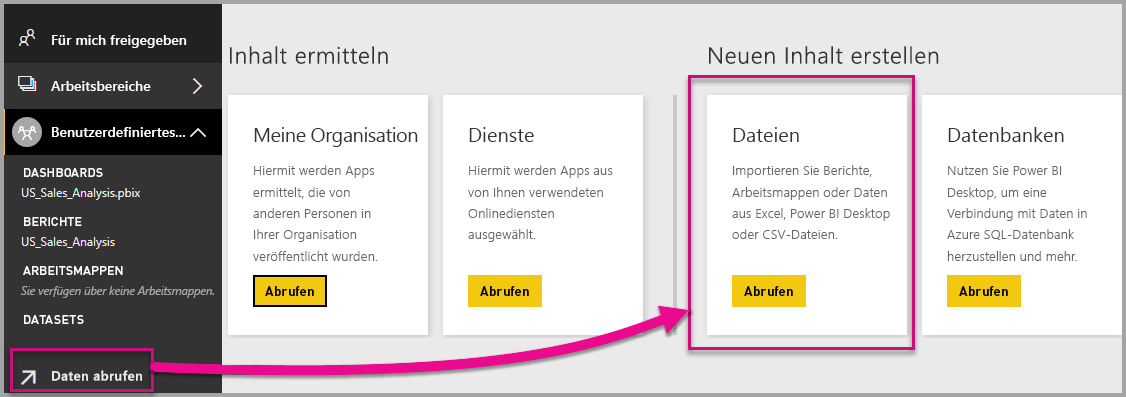 Für mich freigegeben
Arbeitsbereiche
Benutzerdefiniertes...
DASHBOARDS
US_Sales_Analysis.pbix
BERICHTE
US_Sales_Analysis
ARBEITSMAPPEN
Sie verfügen über keine Arbeitsmappen.
DATASETS
Daten abrufen
Inhalt ermitteln
Meine Organisation
Hiermit werden Apps
ermittelt, die von
anderen Personen in
Ihrer Organisation
veröffentlicht wurden.
Abrufen
Dienste
Hiermit werden Apps aus
von Ihnen verwendeten
Onlinediensten
ausgewählt.
Abrufen
Neuen Inhalt erstellen
Dateien
Importieren Sie Berichte,
Arbeitsmappen oder Daten
aus Excel, Power BI Desktop
oder CSV-Dateien.
Abrufen
Datenbanken
Nutzen Sie Power BI
Desktop, um eine
Verbindung mit Daten in
Azure SQL-Datenbank
herzustellen und mehr.
Abrufen